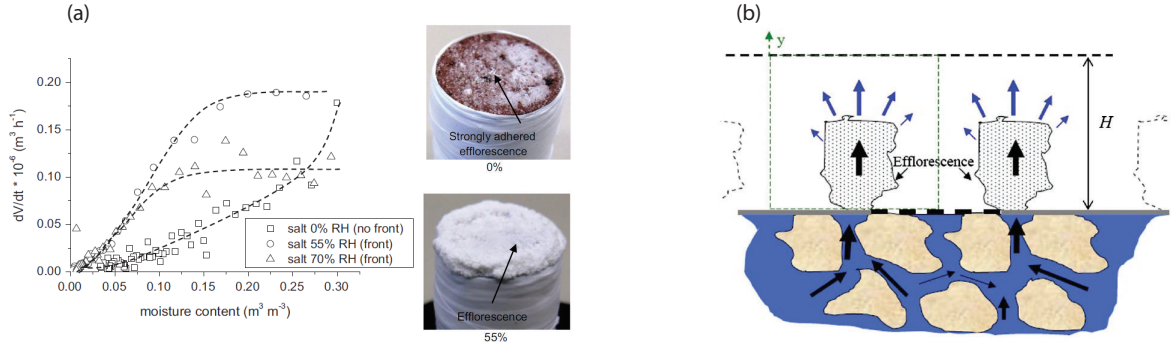 (a)
0.20
0.15
0.10
0.05
0.00
dV/dt * 10⁻⁶ (m³ h⁻¹)
0.00 0.05 0.10 0.15 0.20 0.25 0.30
moisture content (m³ m⁻³)
salt 0% RH (no front)
salt 55% RH (front)
salt 70% RH (front)
Strongly adhered
efflorescence
0%
Efflorescence
55%
(b)
y
H
Efflorescence